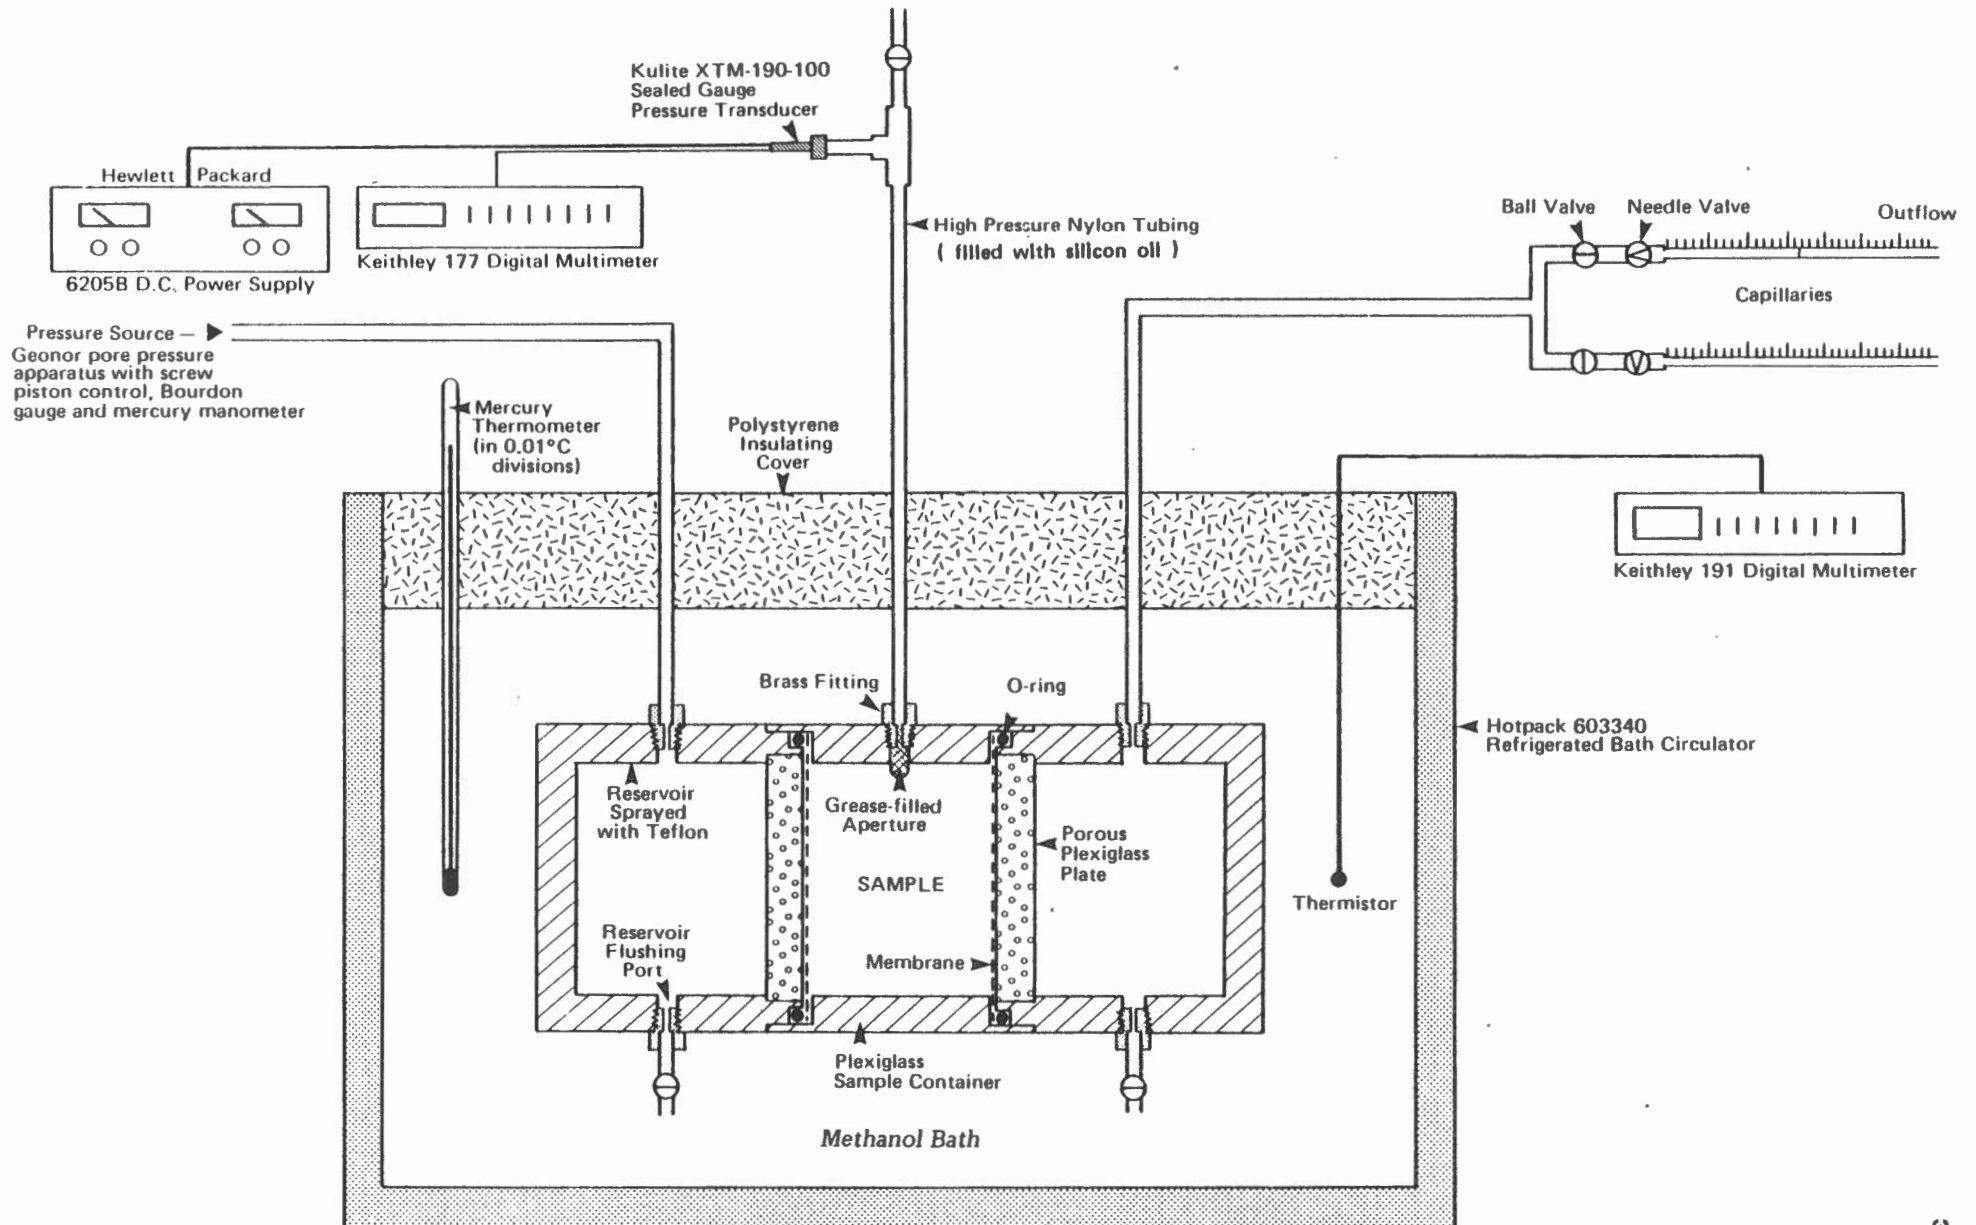 Kulite XTM-190-100
Sealed Gauge
Pressure Transducer
Hewlett Packard
6205B D.C. Power Supply
Keithley 177 Digital Multimeter
High Pressure Nylon Tubing
( filled with silicon oil )
Ball Valve
Needle Valve
Outflow
Capillaries
Pressure Source –
Geonor pore pressure
apparatus with screw
piston control, Bourdon
gauge and mercury manometer
Mercury
Thermometer
(in 0.01°C
divisions)
Polystyrene
Insulating
Cover
Keithley 191 Digital Multimeter
Brass Fitting
O-ring
Hotpack 603340
Refrigerated Bath Circulator
Reservoir
Sprayed
with Teflon
Grease-filled
Aperture
Porous
Plexiglass
Plate
SAMPLE
Thermistor
Reservoir
Flushing
Port
Membrane
Plexiglass
Sample Container
Methanol Bath